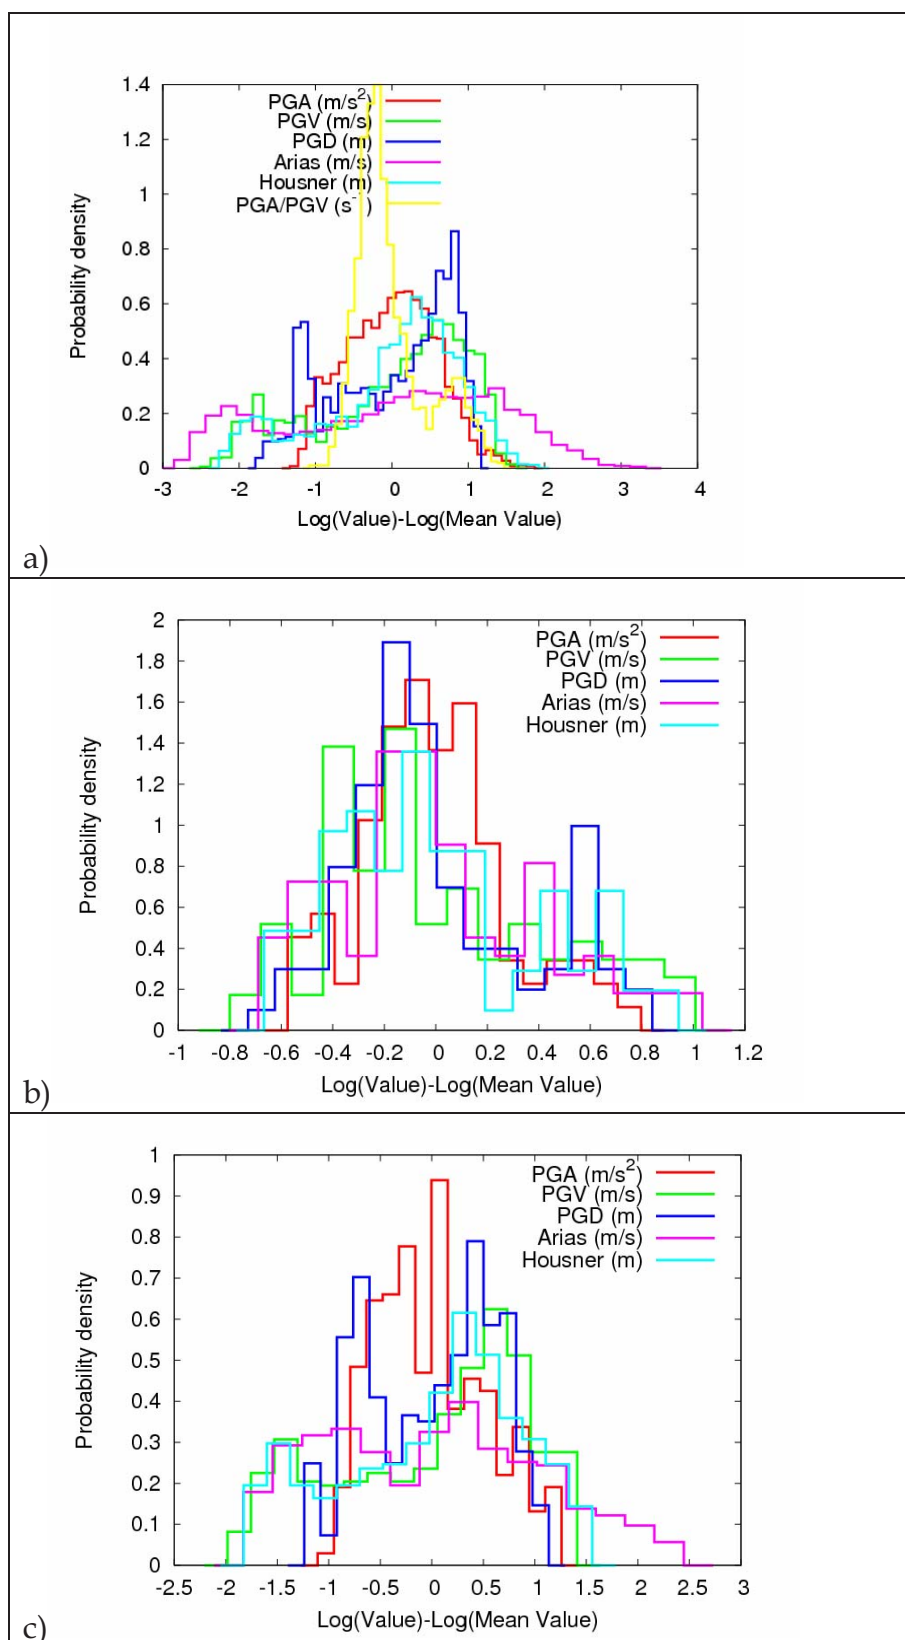 1.4
PGA (m/s2)
PGV (m/s)
PGD (m)
Arias (m/s)
Housner (m)
PGA/PGV (s-1)
1.2
1
0.8
0.6
0.4
0.2
0
Probability density
-3 -2 -1 0 1 2 3 4
Log(Value)-Log(Mean Value)
a)
2
PGA (m/s2)
PGV (m/s)
PGD (m)
Arias (m/s)
Housner (m)
1.8
1.6
1.4
1.2
1
0.8
0.6
0.4
0.2
0
Probability density
-1 -0.8 -0.6 -0.4 -0.2 0 0.2 0.4 0.6 0.8 1 1.2
Log(Value)-Log(Mean Value)
b)
1
PGA (m/s2)
PGV (m/s)
PGD (m)
Arias (m/s)
Housner (m)
0.9
0.8
0.7
0.6
0.5
0.4
0.3
0.2
0.1
0
Probability density
-2.5 -2 -1.5 -1 -0.5 0 0.5 1 1.5 2 2.5 3
Log(Value)-Log(Mean Value)
c)